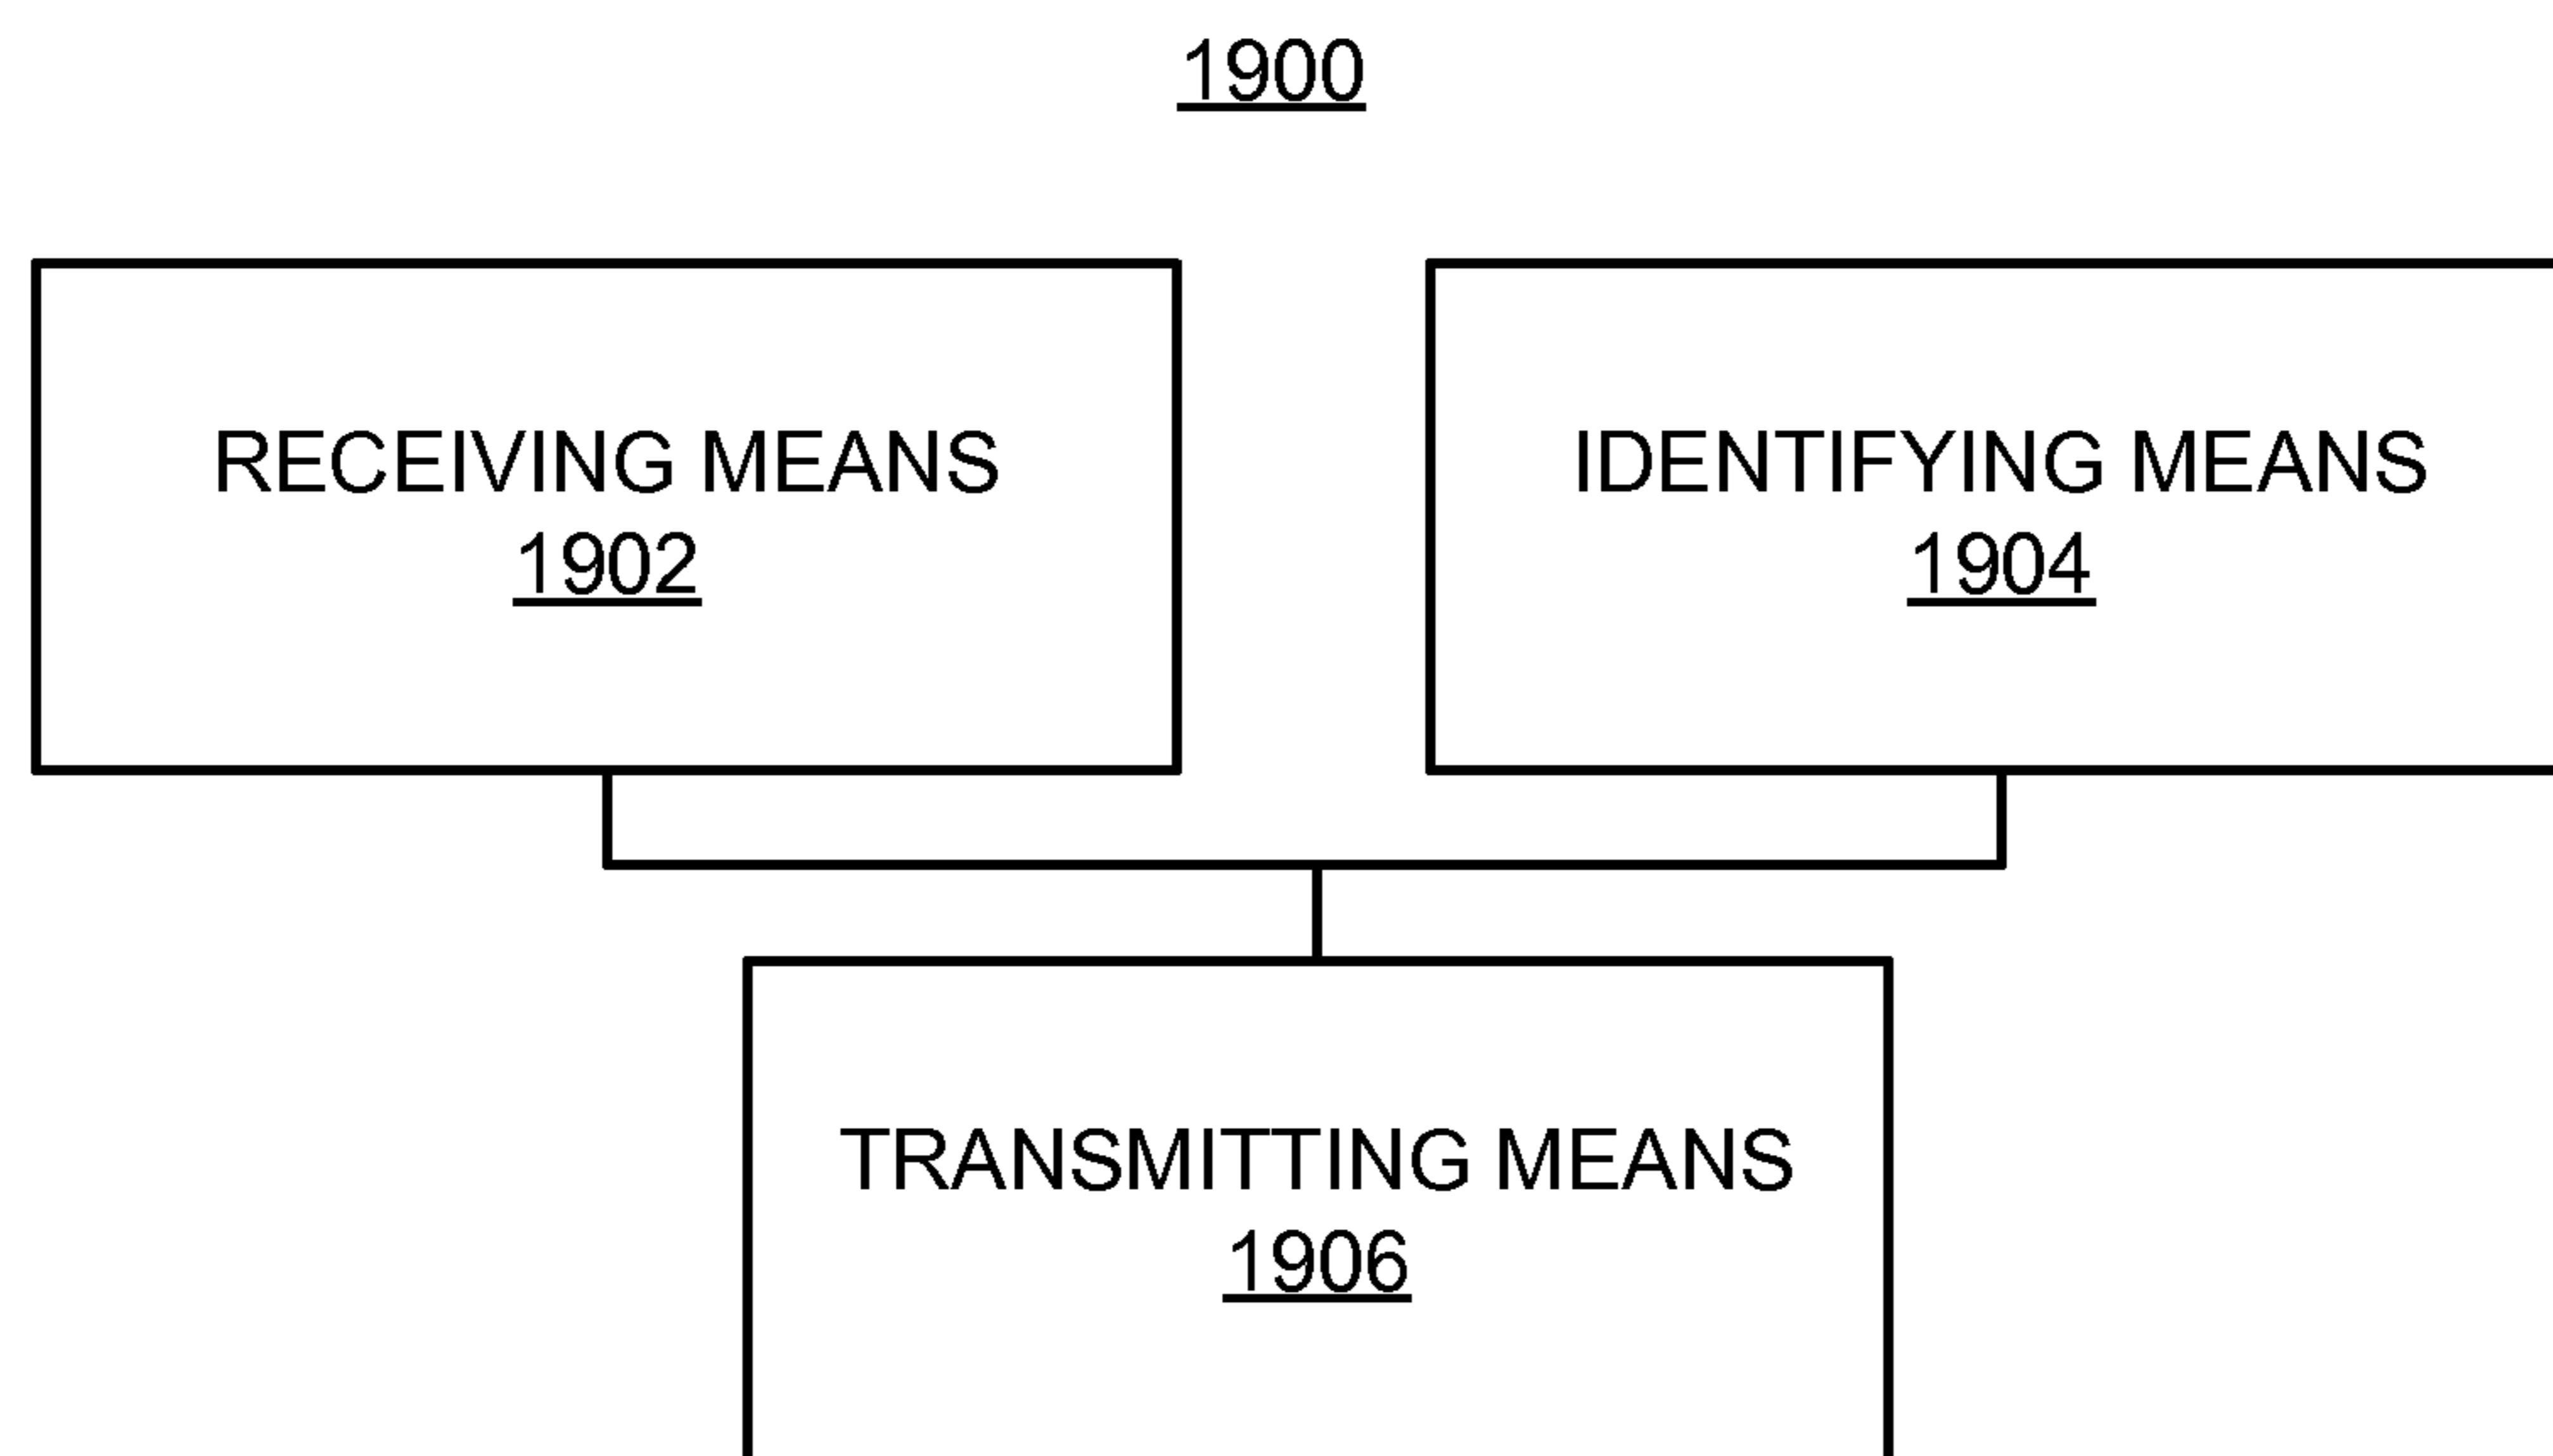 1900
RECEIVING MEANS
1902
IDENTIFYING MEANS
1904
TRANSMITTING MEANS
1906